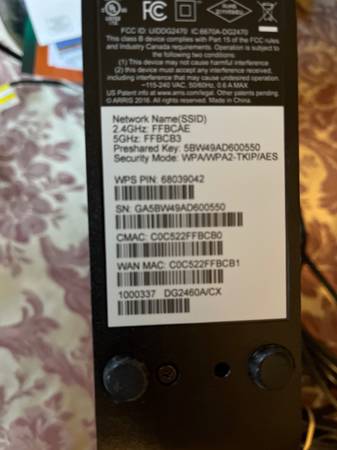 LISTED
FCC ID: UIDDG2470 IC:6670A-DG2470
This class B device complies with Part 15 of the FCC rules
and Industry Canada requirements. Operation is subject to
the following two conditions:
(1) This device may not cause harmful interference
(2) This device must accept any interference received,
including interference that may cause undesired operation.
~115-240 VAC, 50/60Hz, 0.6 A MAX
US Patent info at www.arris.com/legal. Other patents pending.
© ARRIS 2016. All rights reserved. Made in China.
Network Name(SSID)
2.4GHz: FFBCAE
5GHz: FFBCB3
Preshared Key: 5BW49AD600550
Security Mode: WPA/WPA2-TKIP/AES
WPS PIN: 68039042
SN: GA5BW49AD600550
CMAC: C0C522FFBCB0
WAN MAC: C0C522FFBCB1
1000337 DG2460A/CX